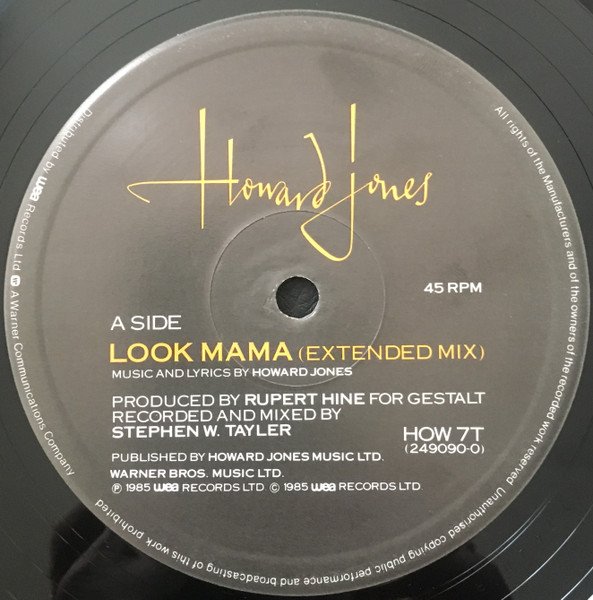 Howard Jones
45 RPM
A SIDE
LOOK MAMA (EXTENDED MIX)
MUSIC AND LYRICS BY HOWARD JONES
PRODUCED BY RUPERT HINE FOR GESTALT
RECORDED AND MIXED BY
STEPHEN W. TAYLER
HOW 7T
(249090-0)
PUBLISHED BY HOWARD JONES MUSIC LTD.
WARNER BROS. MUSIC LTD.
℗ 1985 wea RECORDS LTD © 1985 wea RECORDS LTD.
All rights of the Manufacturers and of the owners of the recorded work reserved Unauthorised copying public performance and broadcasting of this work prohibited
Distributed by wea Records Ltd A Warner Communications Company